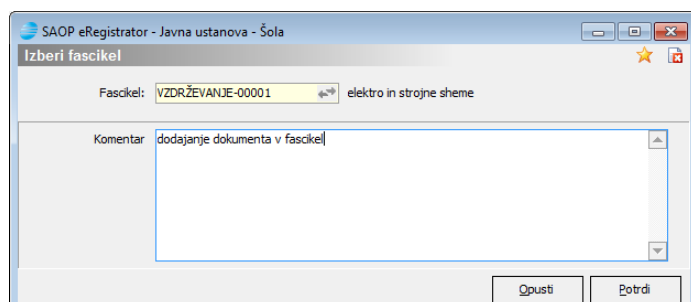 SAOP eRegistrator - Javna ustanova - Šola
Izberi fascikel
Fascikel: VZDRŽEVANJE-00001 elektro in strojne sheme
Komentar dodajanje dokumenta v fascikel
Opusti Potrdi